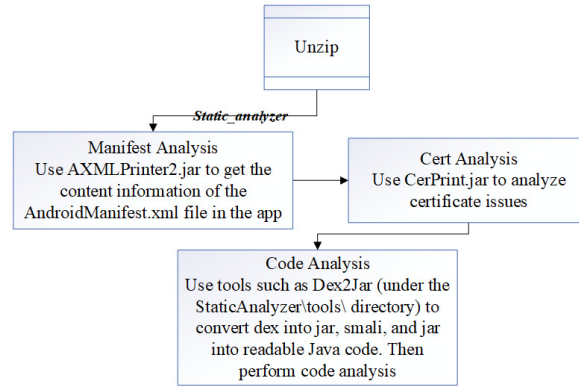 Unzip
Static_analyzer
Manifest Analysis
Use AXMLPrinter2.jar to get the
content information of the
AndroidManifest.xml file in the app
Cert Analysis
Use CerPrint.jar to analyze
certificate issues
Code Analysis
Use tools such as Dex2Jar (under the
StaticAnalyzer\tools\ directory) to
convert dex into jar, smali, and jar
into readable Java code. Then
perform code analysis